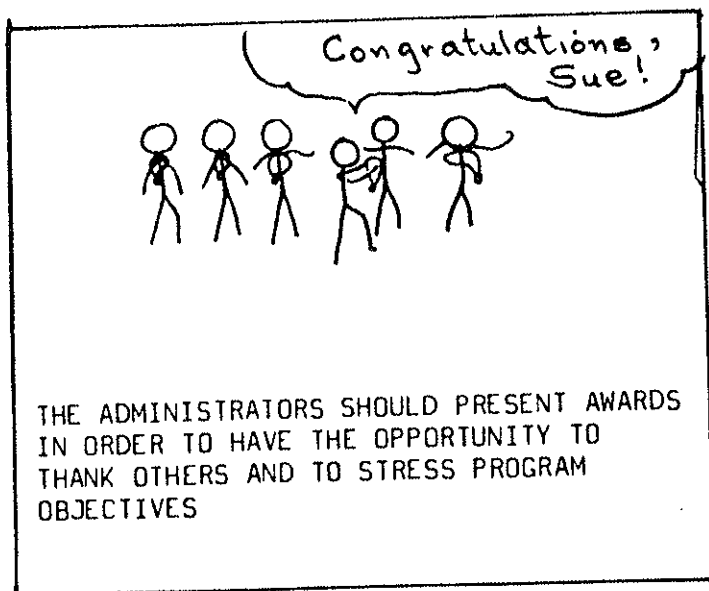 Congratulations,
Sue!
THE ADMINISTRATORS SHOULD PRESENT AWARDS
IN ORDER TO HAVE THE OPPORTUNITY TO
THANK OTHERS AND TO STRESS PROGRAM
OBJECTIVES